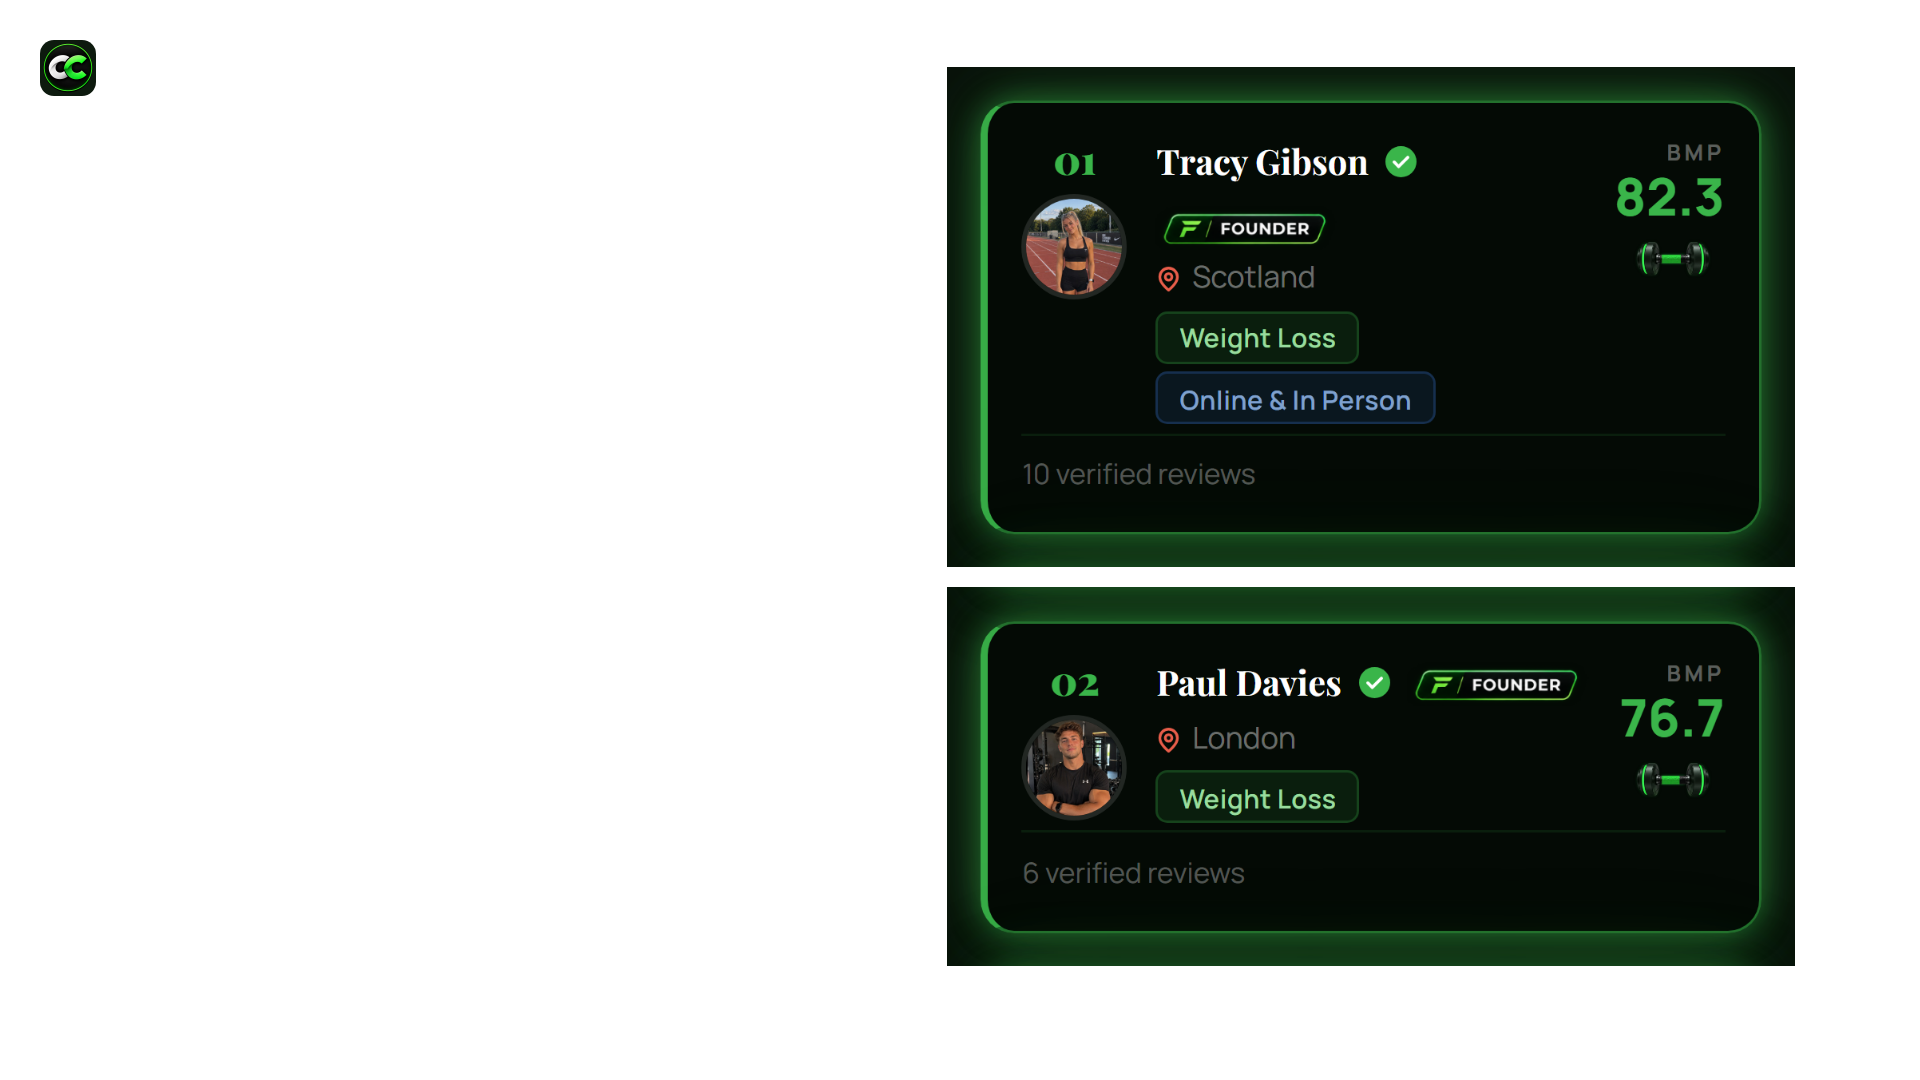 CC
01
Tracy Gibson
BMP
82.3
F / FOUNDER
Scotland
Weight Loss
Online & In Person
10 verified reviews
02
Paul Davies
F / FOUNDER
BMP
76.7
London
Weight Loss
6 verified reviews